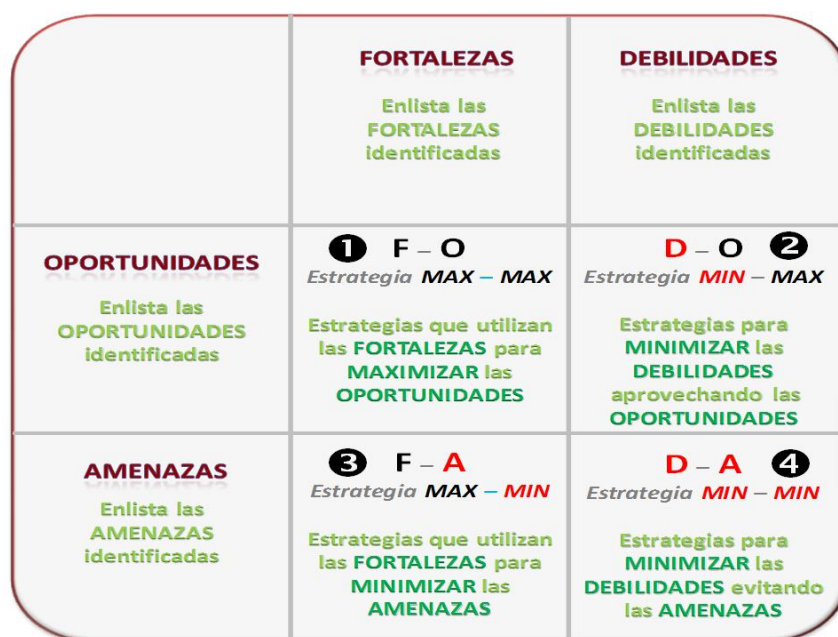 FORTALEZAS
Enlista las
FORTALEZAS
identificadas
DEBILIDADES
Enlista las
DEBILIDADES
identificadas
OPORTUNIDADES
Enlista las
OPORTUNIDADES
identificadas
1 F – O
Estrategia MAX – MAX
Estrategias que utilizan
las FORTALEZAS para
MAXIMIZAR las
OPORTUNIDADES
D – O 2
Estrategia MIN – MAX
Estrategias para
MINIMIZAR las
DEBILIDADES
aprovechando las
OPORTUNIDADES
AMENAZAS
Enlista las
AMENAZAS
identificadas
3 F – A
Estrategia MAX – MIN
Estrategias que utilizan
las FORTALEZAS para
MINIMIZAR las
AMENAZAS
D – A 4
Estrategia MIN – MIN
Estrategias para
MINIMIZAR las
DEBILIDADES evitando
las AMENAZAS